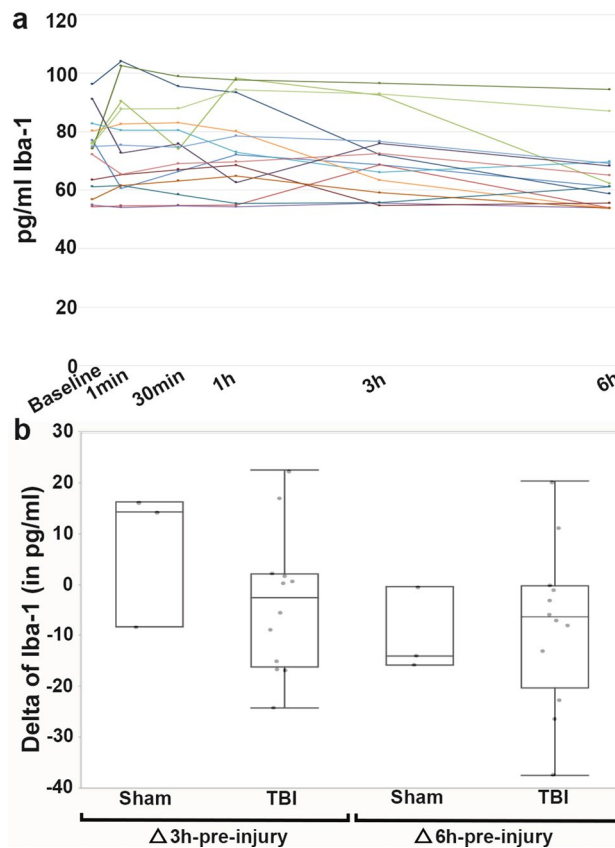 a
120
100
80
60
40
20
0
pg/ml Iba-1
Baseline
1min
30min
1h
3h
6h
b
30
20
10
0
-10
-20
-30
-40
Delta of Iba-1 (in pg/ml)
Sham
TBI
Sham
TBI
Δ 3h-pre-injury
Δ 6h-pre-injury